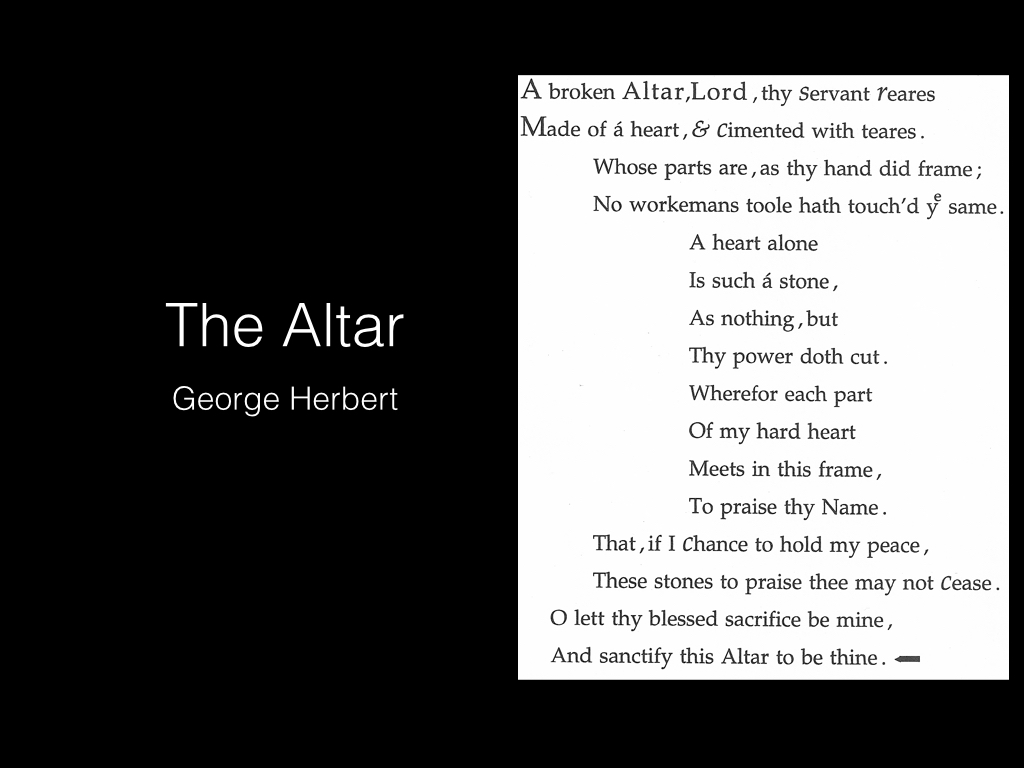 The Altar
George Herbert
A broken Altar, Lord, thy Servant reares
Made of á heart, & Cimented with teares.
Whose parts are, as thy hand did frame;
No workemans toole hath touch'd yᵉ same.
A heart alone
Is such á stone,
As nothing, but
Thy power doth cut.
Wherefor each part
Of my hard heart
Meets in this frame,
To praise thy Name.
That, if I Chance to hold my peace,
These stones to praise thee may not Cease.
O lett thy blessed sacrifice be mine,
And sanctify this Altar to be thine.